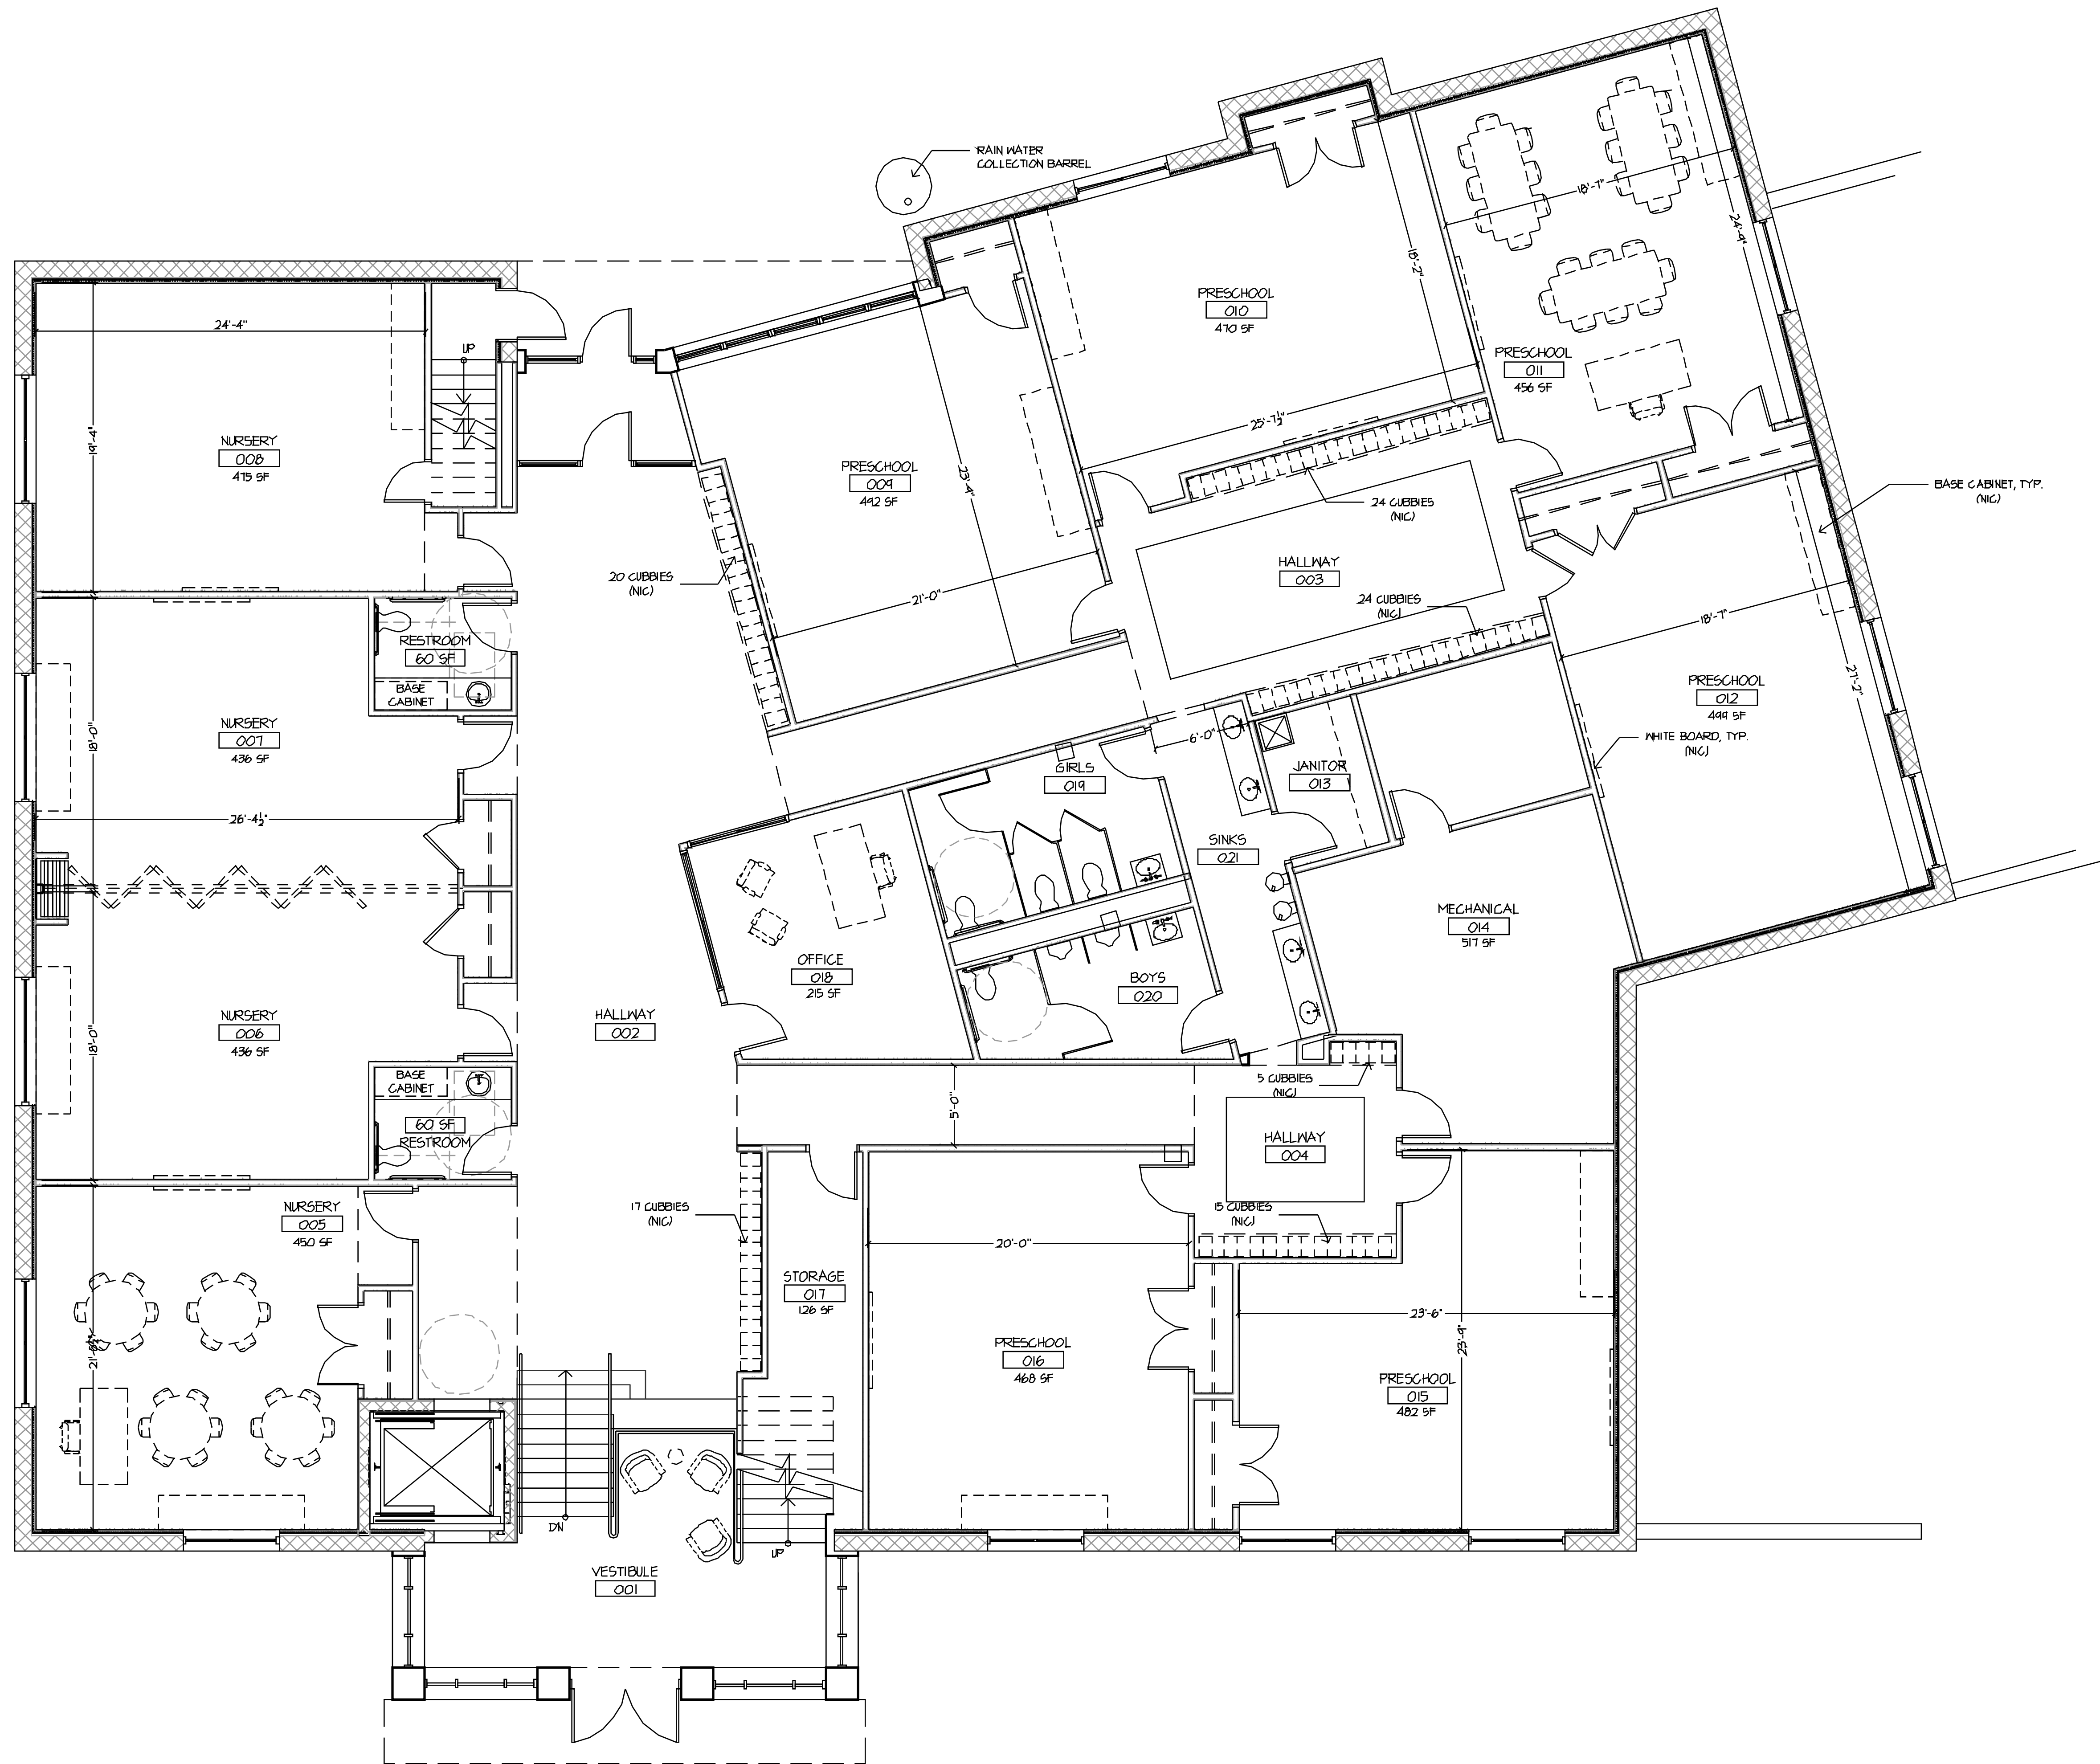 RAIN WATER
COLLECTION BARREL
18'-7"
24'-9"
18'-2"
PRESCHOOL
010
470 SF
PRESCHOOL
011
456 SF
24'-4"
UP
19'-4"
NURSERY
008
475 SF
25'-7½"
PRESCHOOL
009
492 SF
23'-4"
24 CUBBIES
(NIC)
BASE CABINET, TYP.
(NIC)
HALLWAY
003
20 CUBBIES
(NIC)
21'-0"
24 CUBBIES
(NIC)
18'-7"
RESTROOM
60 SF
BASE
CABINET
27'-2"
PRESCHOOL
012
499 SF
NURSERY
007
436 SF
18'-0"
6'-0"
WHITE BOARD, TYP.
(NIC)
GIRLS
019
JANITOR
013
26'-4½"
SINKS
021
MECHANICAL
014
517 SF
OFFICE
018
215 SF
BOYS
020
NURSERY
006
436 SF
18'-0"
HALLWAY
002
BASE
CABINET
60 SF
RESTROOM
5 CUBBIES
(NIC)
5'-0"
HALLWAY
004
NURSERY
005
450 SF
17 CUBBIES
(NIC)
15 CUBBIES
(NIC)
20'-0"
STORAGE
017
126 SF
23'-6"
23'-9"
PRESCHOOL
016
468 SF
PRESCHOOL
015
482 SF
DN
UP
VESTIBULE
001